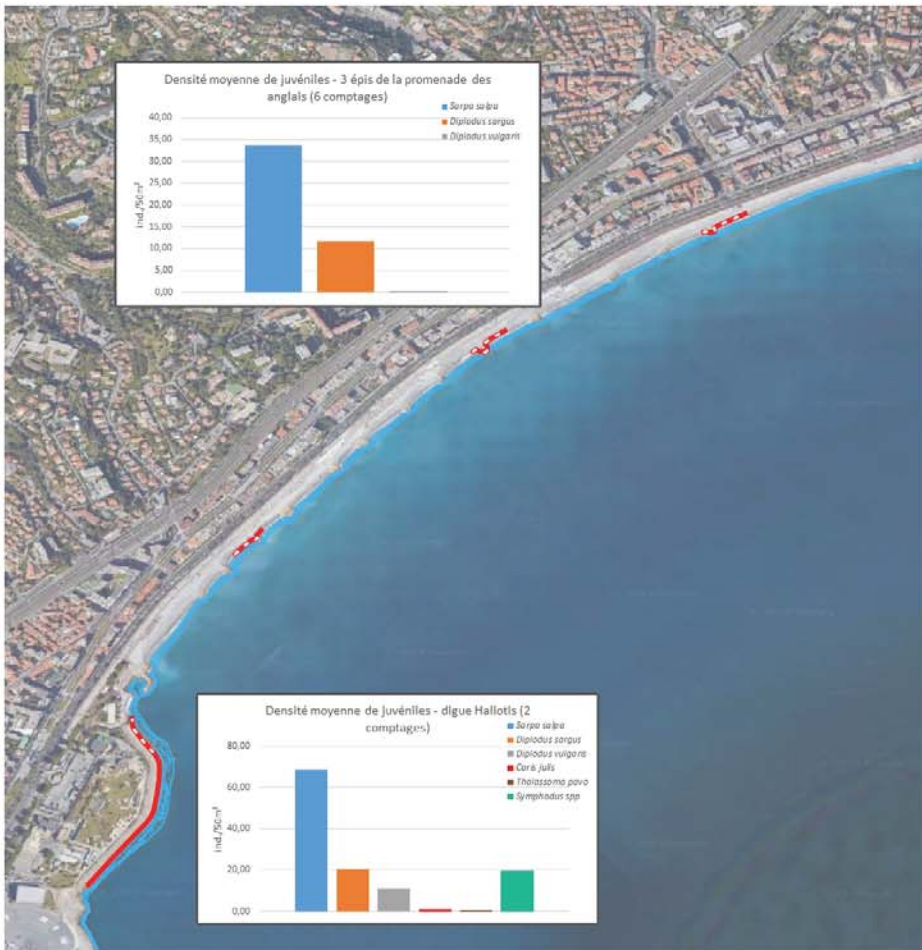 Densité moyenne de juvéniles - 3 épis de la promenade des
anglais (6 comptages)
Sarpa salpa
Diplodus sargus
Diplodus vulgaris
40,00
35,00
30,00
25,00
20,00
15,00
10,00
5,00
0,00
ind./50m²
Densité moyenne de juvéniles - digue Haliotis (2
comptages)
Sarpa salpa
Diplodus sargus
Diplodus vulgaris
Coris julis
Thalassoma pavo
Symphodus spp
80,00
60,00
40,00
20,00
0,00
ind./50m²